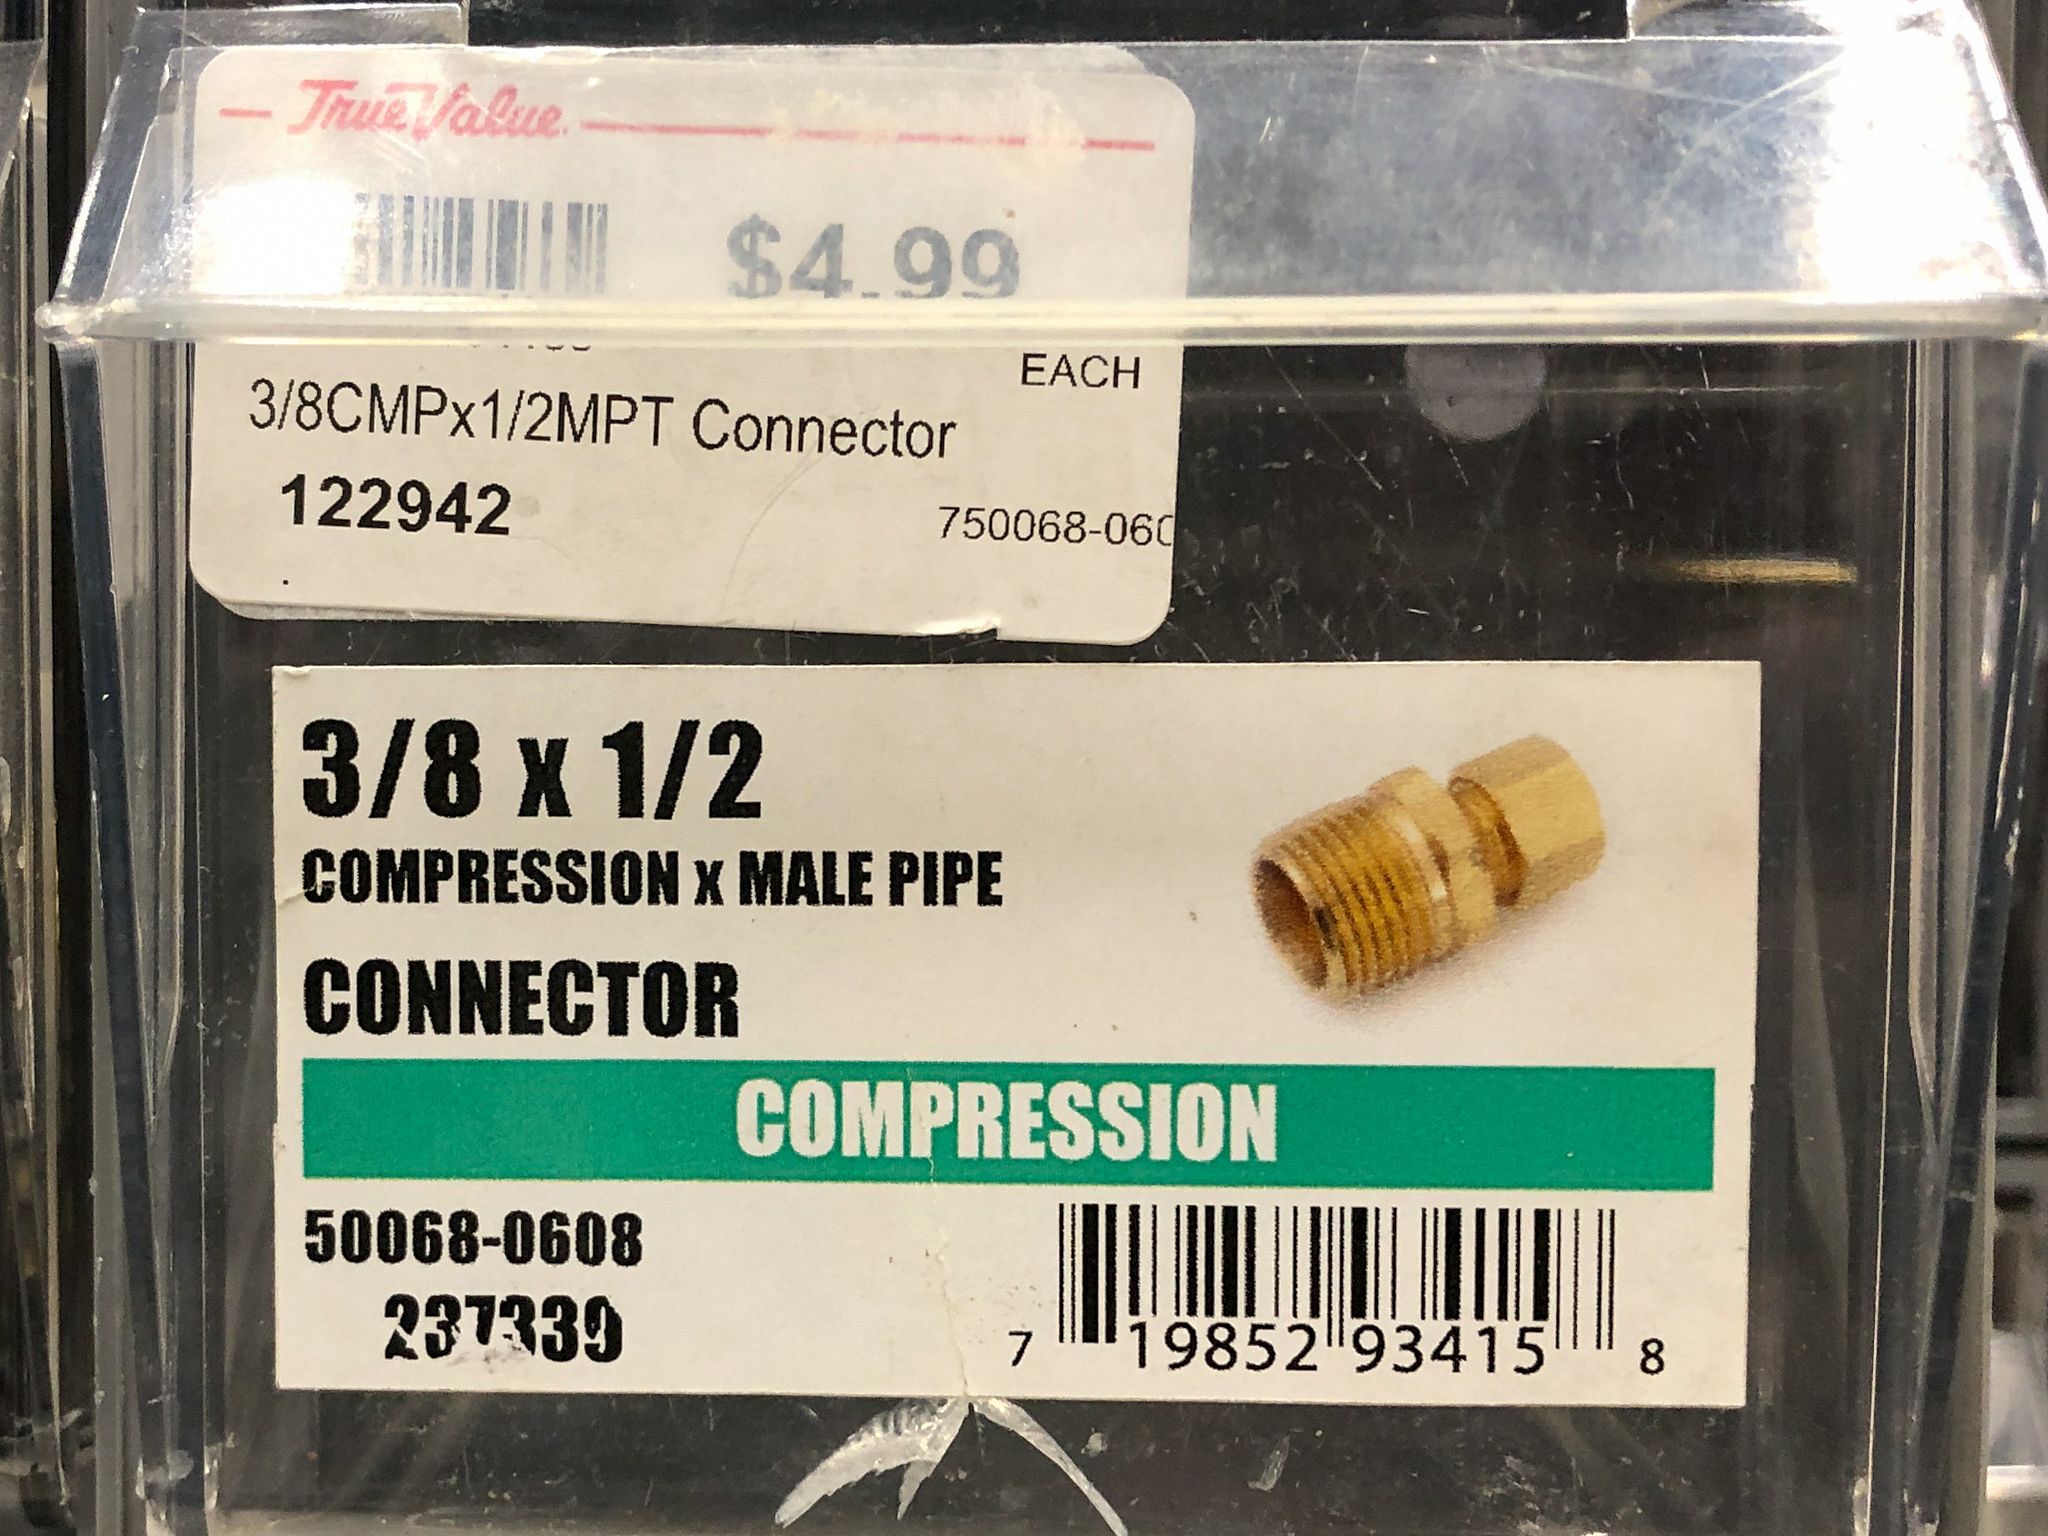 True Value
$4.99
EACH
3/8CMPx1/2MPT Connector
122942
750068-060
3/8 x 1/2
COMPRESSION x MALE PIPE
CONNECTOR
COMPRESSION
50068-0608
237339
7 19852 93415 8